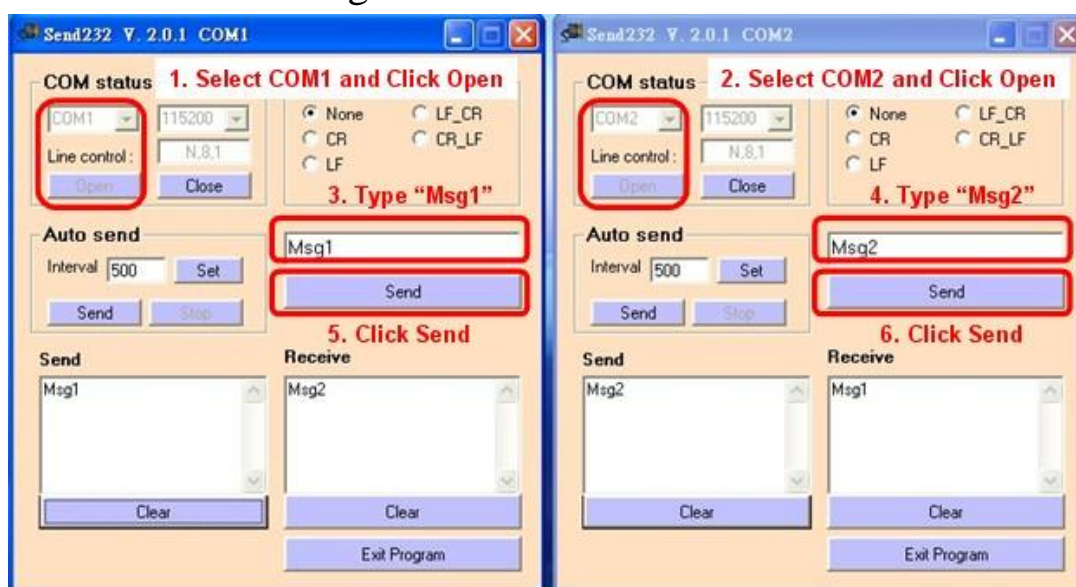 Send232 V. 2.0.1 COM1
COM status
1. Select COM1 and Click Open
COM1
115200
Line control :
N,8,1
Open
Close
None
LF_CR
CR
CR_LF
LF
3. Type “Msg1”
Auto send
Interval
500
Set
Send
Stop
Msg1
Send
5. Click Send
Send
Msg1
Clear
Receive
Msg2
Clear
Exit Program
Send232 V. 2.0.1 COM2
COM status
2. Select COM2 and Click Open
COM2
115200
Line control :
N,8,1
Open
Close
None
LF_CR
CR
CR_LF
LF
4. Type “Msg2”
Auto send
Interval
500
Set
Send
Stop
Msg2
Send
6. Click Send
Send
Msg2
Clear
Receive
Msg1
Clear
Exit Program